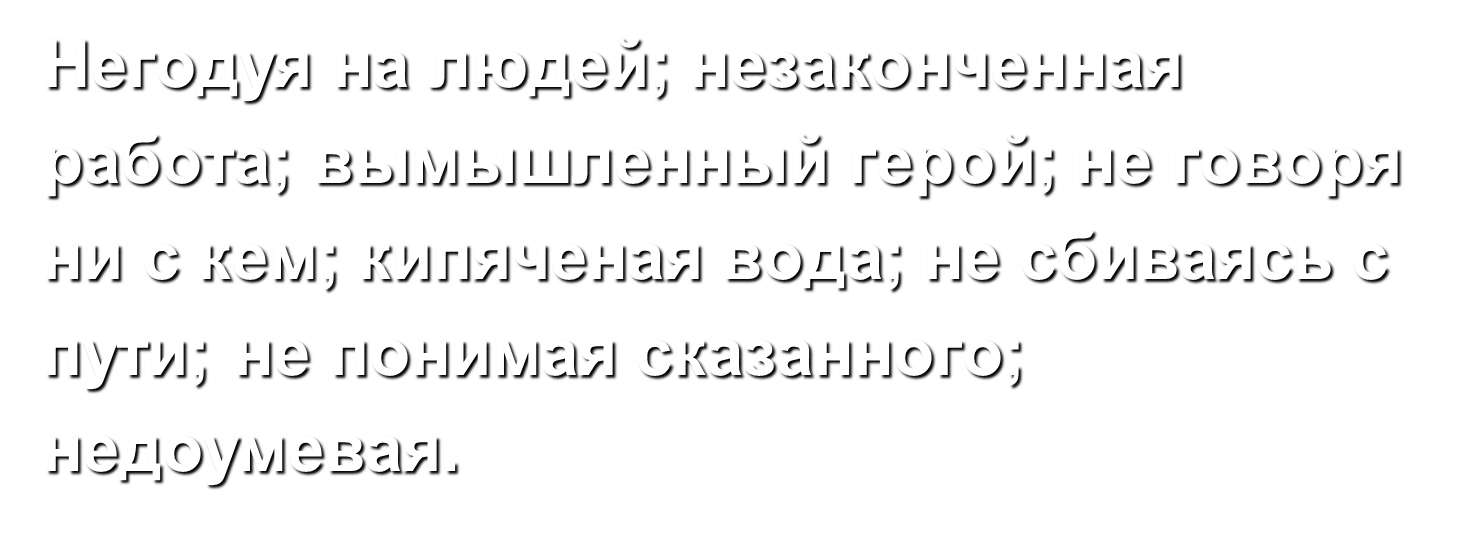 Негодуя на людей; незаконченная
работа; вымышленный герой; не говоря
ни с кем; кипяченая вода; не сбиваясь с
пути; не понимая сказанного;
недоумевая.